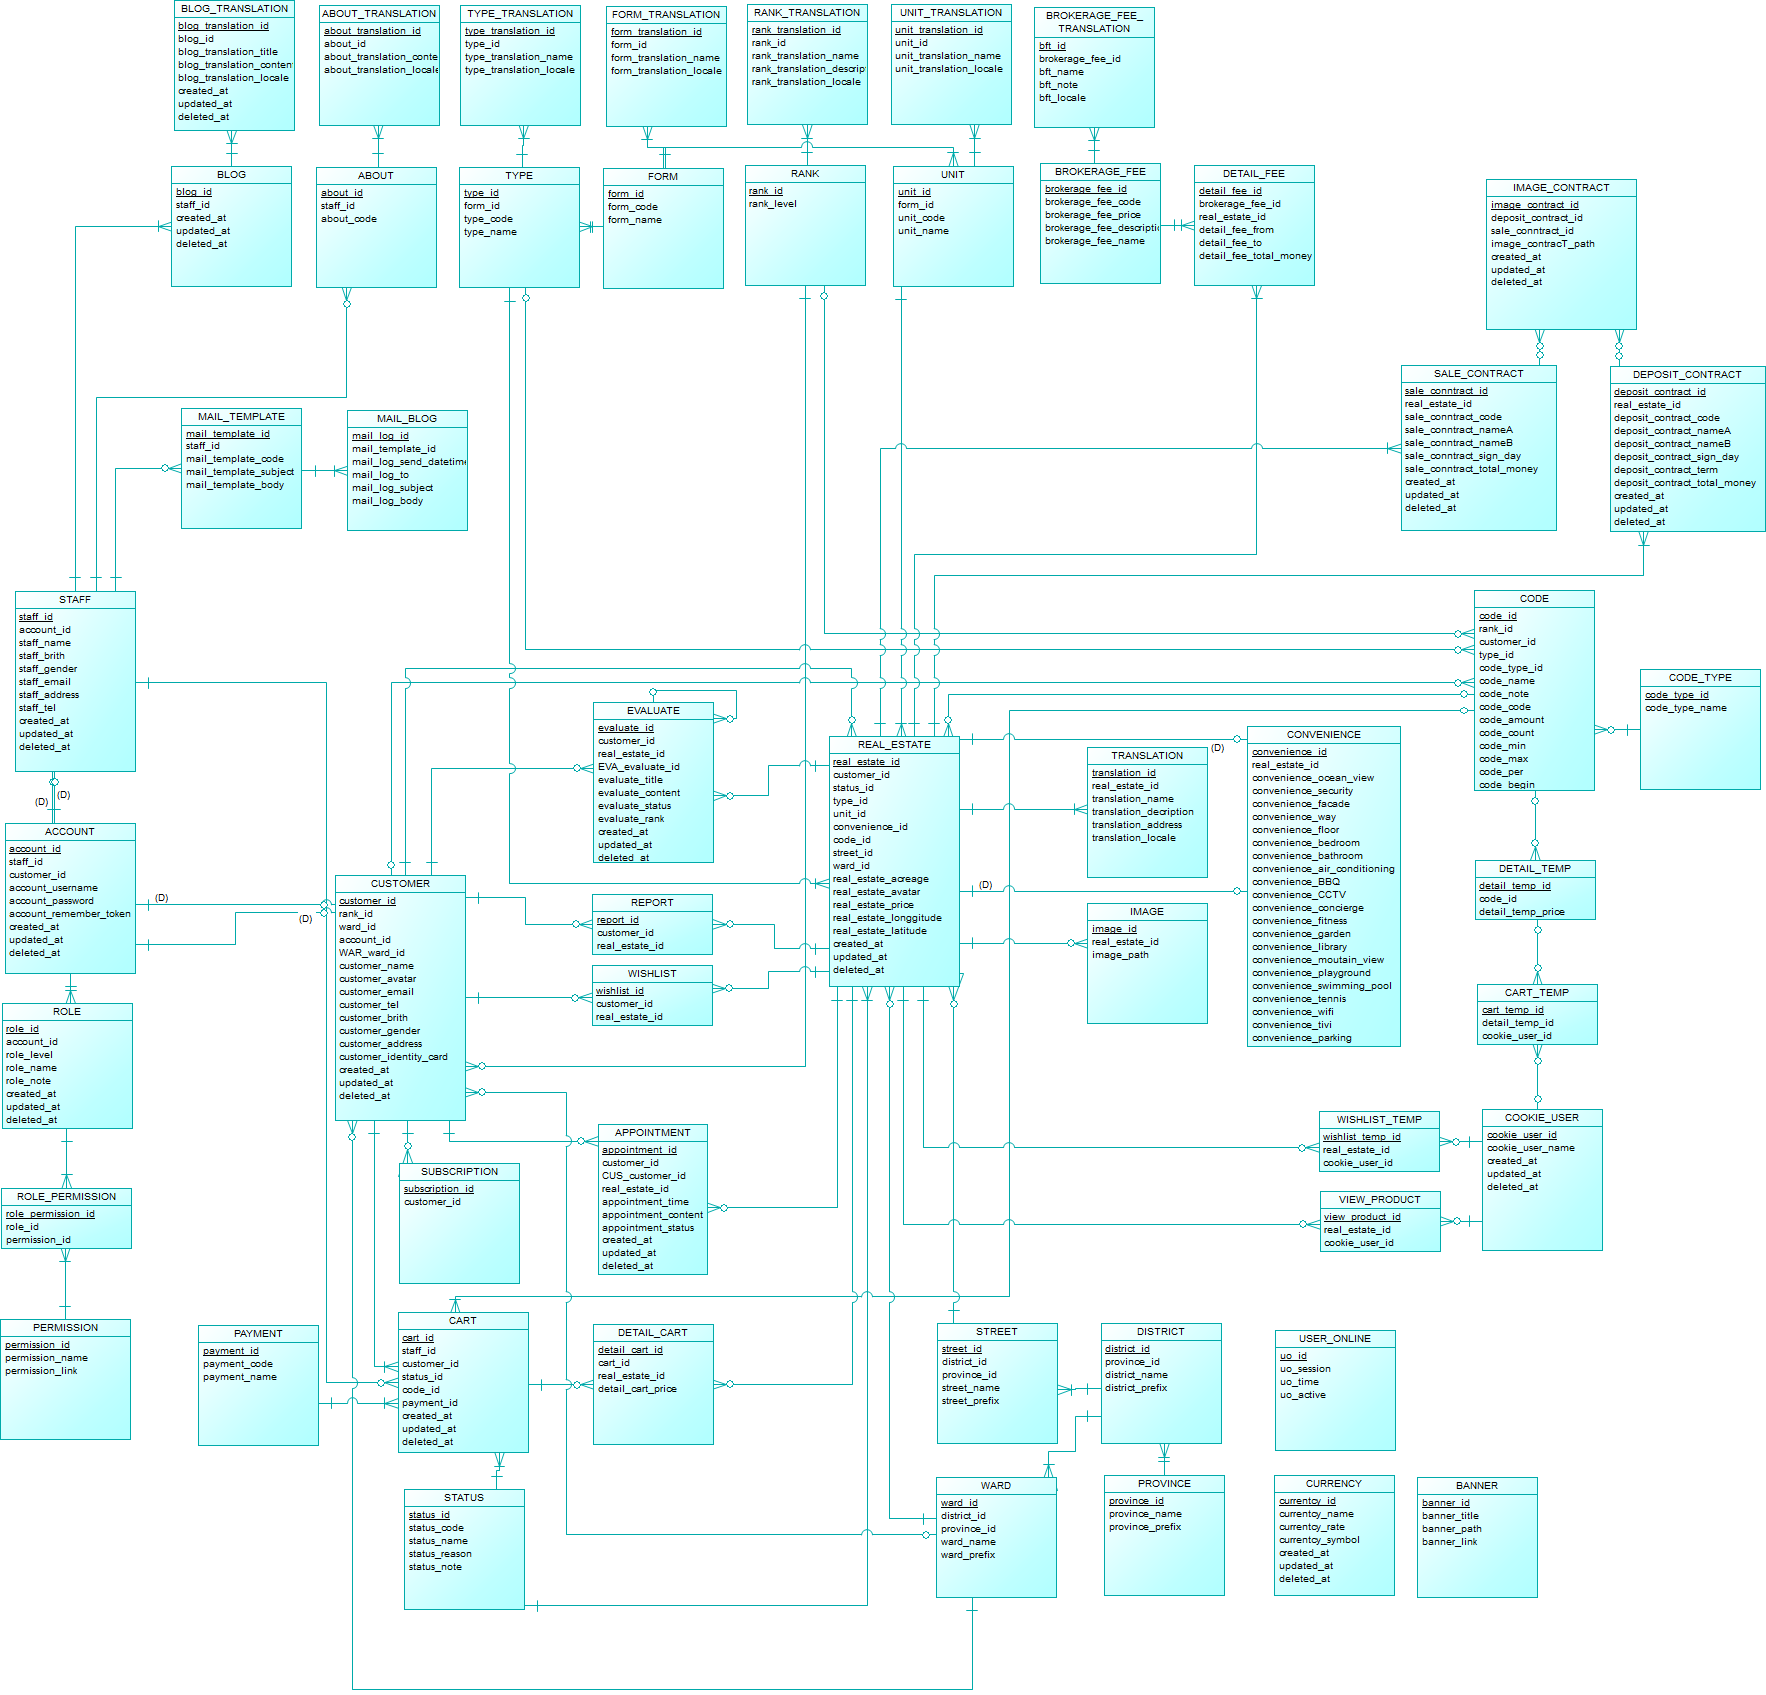 BLOG_TRANSLATION
blog_translation_id
blog_id
blog_translation_title
blog_translation_conten
blog_translation_locale
created_at
updated_at
deleted_at
ABOUT_TRANSLATION
about_translation_id
about_id
about_translation_conte
about_translation_locale
TYPE_TRANSLATION
type_translation_id
type_id
type_translation_name
type_translation_locale
FORM_TRANSLATION
form_translation_id
form_id
form_translation_name
form_translation_locale
RANK_TRANSLATION
rank_translation_id
rank_id
rank_translation_name
rank_translation_descrip
rank_translation_locale
UNIT_TRANSLATION
unit_translation_id
unit_id
unit_translation_name
unit_translation_locale
BROKERAGE_FEE_
TRANSLATION
bft_id
brokerage_fee_id
bft_name
bft_note
bft_locale
BLOG
blog_id
staff_id
created_at
updated_at
deleted_at
ABOUT
about_id
staff_id
about_code
TYPE
type_id
form_id
type_code
type_name
FORM
form_id
form_code
form_name
RANK
rank_id
rank_level
UNIT
unit_id
form_id
unit_code
unit_name
BROKERAGE_FEE
brokerage_fee_id
brokerage_fee_code
brokerage_fee_price
brokerage_fee_descriptio
brokerage_fee_name
DETAIL_FEE
detail_fee_id
brokerage_fee_id
real_estate_id
detail_fee_from
detail_fee_to
detail_fee_total_money
IMAGE_CONTRACT
image_contract_id
deposit_contract_id
sale_conntract_id
image_contracT_path
created_at
updated_at
deleted_at
SALE_CONTRACT
sale_conntract_id
real_estate_id
sale_conntract_code
sale_conntract_nameA
sale_conntract_nameB
sale_conntract_sign_day
sale_conntract_total_money
created_at
updated_at
deleted_at
DEPOSIT_CONTRACT
deposit_contract_id
real_estate_id
deposit_contract_code
deposit_contract_nameA
deposit_contract_nameB
deposit_contract_sign_day
deposit_contract_term
deposit_contract_total_money
created_at
updated_at
deleted_at
MAIL_TEMPLATE
mail_template_id
staff_id
mail_template_code
mail_template_subject
mail_template_body
MAIL_BLOG
mail_log_id
mail_template_id
mail_log_send_datetime
mail_log_to
mail_log_subject
mail_log_body
STAFF
staff_id
account_id
staff_name
staff_brith
staff_gender
staff_email
staff_address
staff_tel
created_at
updated_at
deleted_at
(D)
(D)
CODE
code_id
rank_id
customer_id
type_id
code_type_id
code_name
code_note
code_code
code_amount
code_count
code_min
code_max
code_per
code_begin
CODE_TYPE
code_type_id
code_type_name
EVALUATE
evaluate_id
customer_id
real_estate_id
EVA_evaluate_id
evaluate_title
evaluate_content
evaluate_status
evaluate_rank
created_at
updated_at
deleted_at
REAL_ESTATE
real_estate_id
customer_id
status_id
type_id
unit_id
convenience_id
code_id
street_id
ward_id
real_estate_acreage
real_estate_avatar
real_estate_price
real_estate_longgitude
real_estate_latitude
created_at
updated_at
deleted_at
(D)
(D)
TRANSLATION
translation_id
real_estate_id
translation_name
translation_decription
translation_address
translation_locale
CONVENIENCE
convenience_id
real_estate_id
convenience_ocean_view
convenience_security
convenience_facade
convenience_way
convenience_floor
convenience_bedroom
convenience_bathroom
convenience_air_conditioning
convenience_BBQ
convenience_CCTV
convenience_concierge
convenience_fitness
convenience_garden
convenience_library
convenience_moutain_view
convenience_playground
convenience_swimming_pool
convenience_tennis
convenience_wifi
convenience_tivi
convenience_parking
ACCOUNT
account_id
staff_id
customer_id
account_username
account_password
account_remember_token
created_at
updated_at
deleted_at
(D)
(D)
CUSTOMER
customer_id
rank_id
ward_id
account_id
WAR_ward_id
customer_name
customer_avatar
customer_email
customer_tel
customer_brith
customer_gender
customer_address
customer_identity_card
created_at
updated_at
deleted_at
REPORT
report_id
customer_id
real_estate_id
IMAGE
image_id
real_estate_id
image_path
DETAIL_TEMP
detail_temp_id
code_id
detail_temp_price
WISHLIST
wishlist_id
customer_id
real_estate_id
CART_TEMP
cart_temp_id
detail_temp_id
cookie_user_id
ROLE
role_id
account_id
role_level
role_name
role_note
created_at
updated_at
deleted_at
SUBSCRIPTION
subscription_id
customer_id
APPOINTMENT
appointment_id
customer_id
CUS_customer_id
real_estate_id
appointment_time
appointment_content
appointment_status
created_at
updated_at
deleted_at
WISHLIST_TEMP
wishlist_temp_id
real_estate_id
cookie_user_id
COOKIE_USER
cookie_user_id
cookie_user_name
created_at
updated_at
deleted_at
VIEW_PRODUCT
view_product_id
real_estate_id
cookie_user_id
ROLE_PERMISSION
role_permission_id
role_id
permission_id
PERMISSION
permission_id
permission_name
permission_link
PAYMENT
payment_id
payment_code
payment_name
CART
cart_id
staff_id
customer_id
status_id
code_id
payment_id
created_at
updated_at
deleted_at
DETAIL_CART
detail_cart_id
cart_id
real_estate_id
detail_cart_price
STREET
street_id
district_id
province_id
street_name
street_prefix
DISTRICT
district_id
province_id
district_name
district_prefix
USER_ONLINE
uo_id
uo_session
uo_time
uo_active
STATUS
status_id
status_code
status_name
status_reason
status_note
WARD
ward_id
district_id
province_id
ward_name
ward_prefix
PROVINCE
province_id
province_name
province_prefix
CURRENCY
currentcy_id
currentcy_name
currentcy_rate
currentcy_symbol
created_at
updated_at
deleted_at
BANNER
banner_id
banner_title
banner_path
banner_link